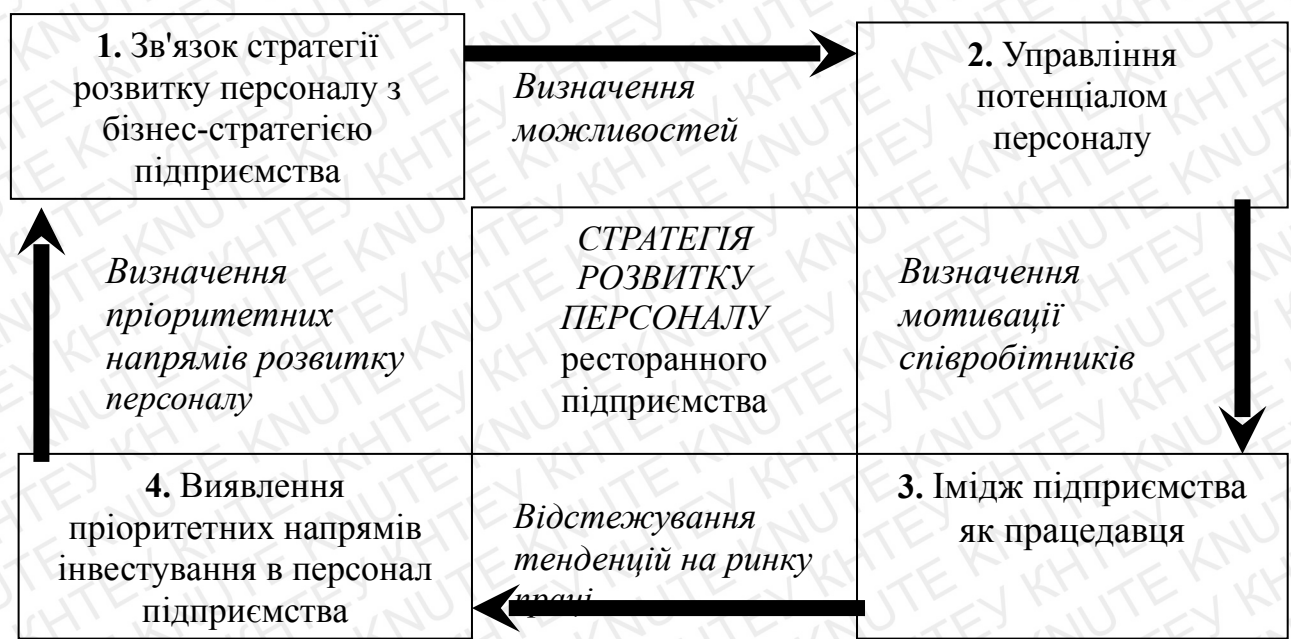 1. Зв'язок стратегії
розвитку персоналу з
бізнес-стратегією
підприємства
Визначення
можливостей
2. Управління
потенціалом
персоналу
Визначення
пріоритетних
напрямів розвитку
персоналу
СТРАТЕГІЯ
РОЗВИТКУ
ПЕРСОНАЛУ
ресторанного
підприємства
Визначення
мотивації
співробітників
4. Виявлення
пріоритетних напрямів
інвестування в персонал
підприємства
Відстежування
тенденцій на ринку
праці
3. Імідж підприємства
як працедавця